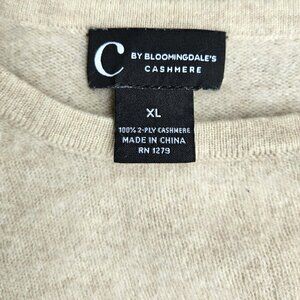 C BY BLOOMINGDALE'S
CASHMERE
XL
100% 2-PLY CASHMERE
MADE IN CHINA
RN 1279